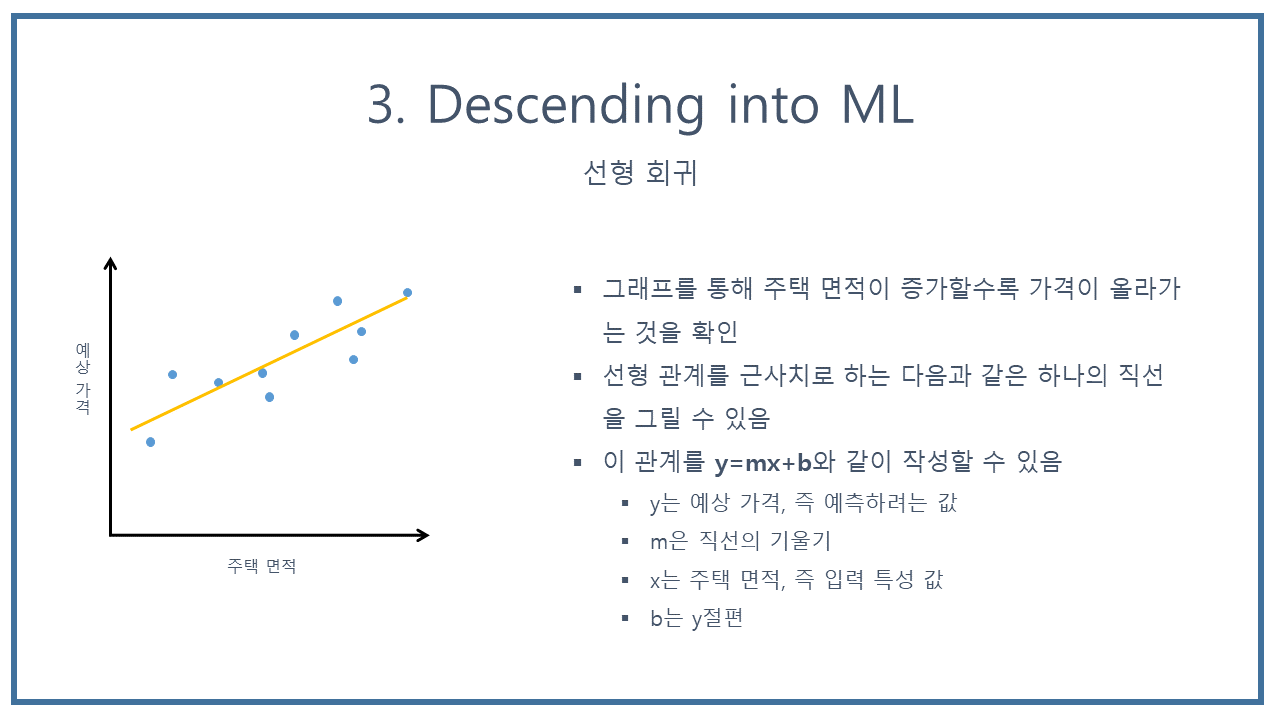 3. Descending into ML
선형 회귀
예상 가격
주택 면적
▪ 그래프를 통해 주택 면적이 증가할수록 가격이 올라가
는 것을 확인
▪ 선형 관계를 근사치로 하는 다음과 같은 하나의 직선
을 그릴 수 있음
▪ 이 관계를 y=mx+b와 같이 작성할 수 있음
▪ y는 예상 가격, 즉 예측하려는 값
▪ m은 직선의 기울기
▪ x는 주택 면적, 즉 입력 특성 값
▪ b는 y절편